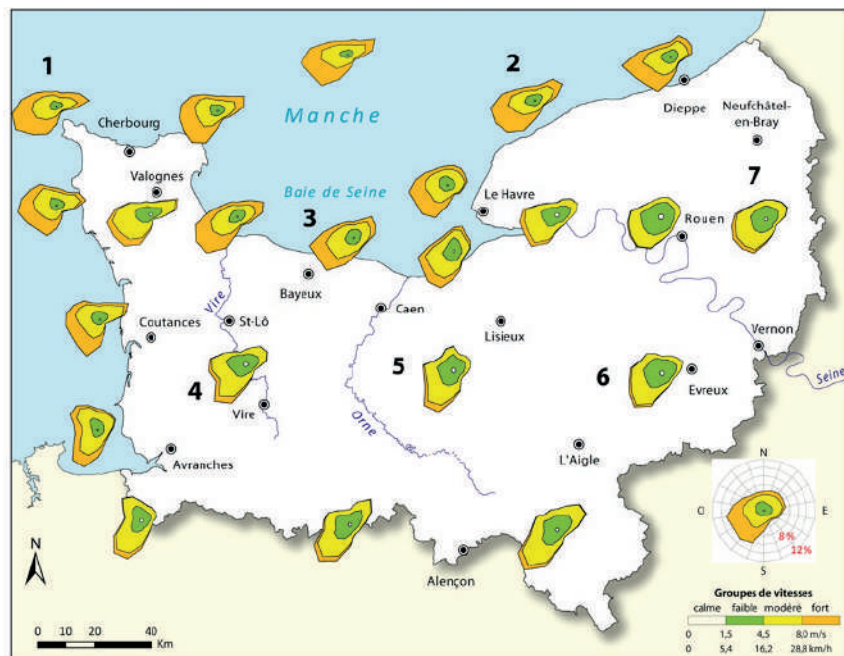 1
2
Manche
Dieppe
Neufchâtel-
en-Bray
Cherbourg
Valognes
Baie de Seine
Le Havre
7
3
Rouen
Bayeux
Vire
Caen
Coutances
St-Lô
Lisieux
Vernon
4
5
6
Evreux
Seine
Vire
Orne
Avranches
L'Aigle
N
O
E
8%
12%
S
N
Alençon
Groupes de vitesses
calme faible modéré fort
0 1,5 4,5 8,0 m/s
0 5,4 16,2 28,8 km/h
0 10 20 40
Km